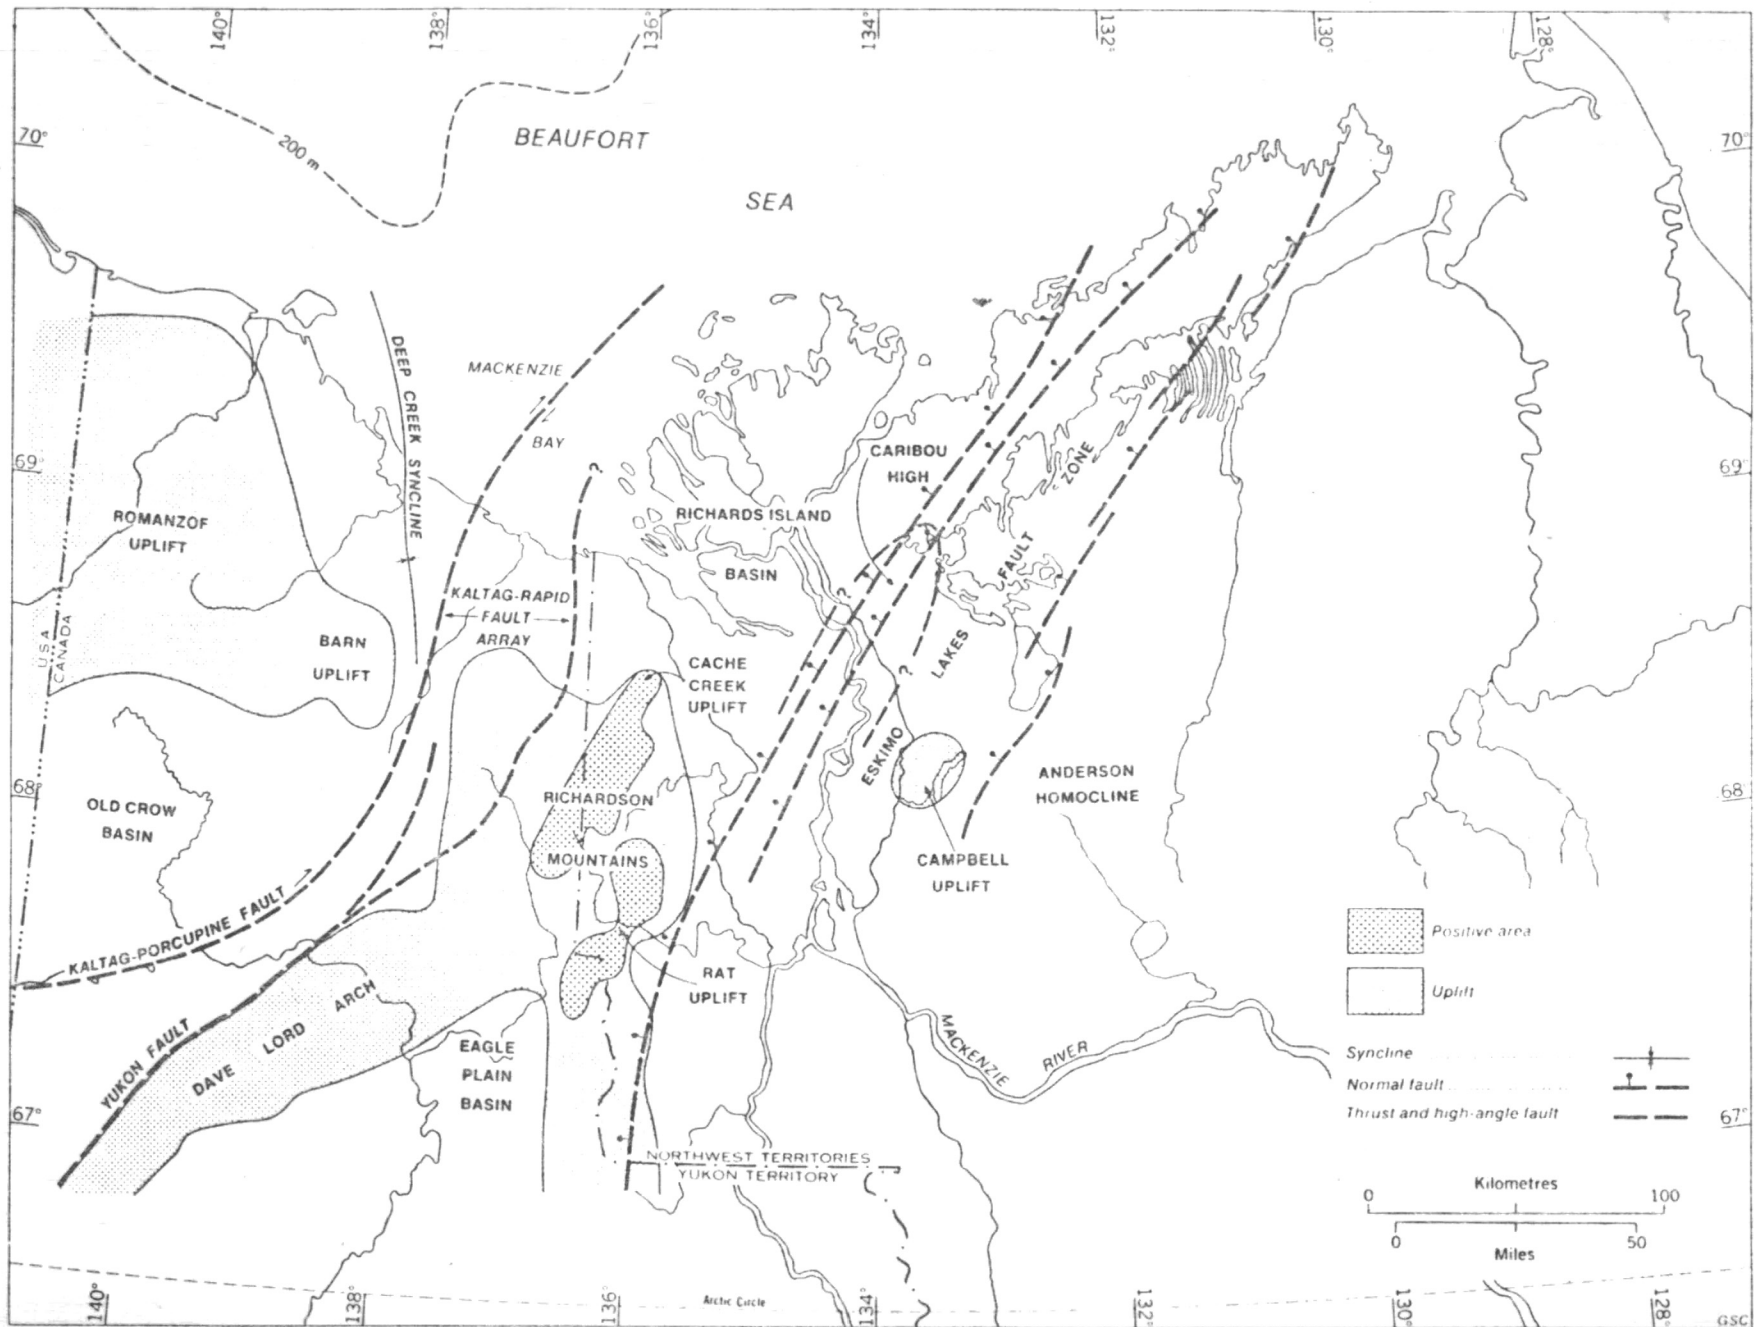 140°
138°
136°
134°
132°
130°
128°
70°
70°
BEAUFORT
SEA
200 m
DEEP CREEK SYNCLINE
MACKENZIE
BAY
69°
69°
CARIBOU
HIGH
ZONE
FAULT
LAKES
ESKIMO
ROMANZOF
UPLIFT
RICHARDS ISLAND
BASIN
?
?
?
KALTAG-RAPID
FAULT
ARRAY
USA
CANADA
BARN
UPLIFT
CACHE
CREEK
UPLIFT
68°
68°
OLD CROW
BASIN
RICHARDSON
MOUNTAINS
ANDERSON
HOMOCLINE
CAMPBELL
UPLIFT
KALTAG-PORCUPINE FAULT
RAT
UPLIFT
YUKON FAULT
DAVE LORD ARCH
EAGLE
PLAIN
BASIN
MACKENZIE RIVER
67°
67°
NORTHWEST TERRITORIES
YUKON TERRITORY
Positive area
Uplift
Syncline
Normal fault
Thrust and high-angle fault
Kilometres
0 100
0 50
Miles
Arctic Circle
140°
138°
136°
134°
132°
130°
128°
GSC